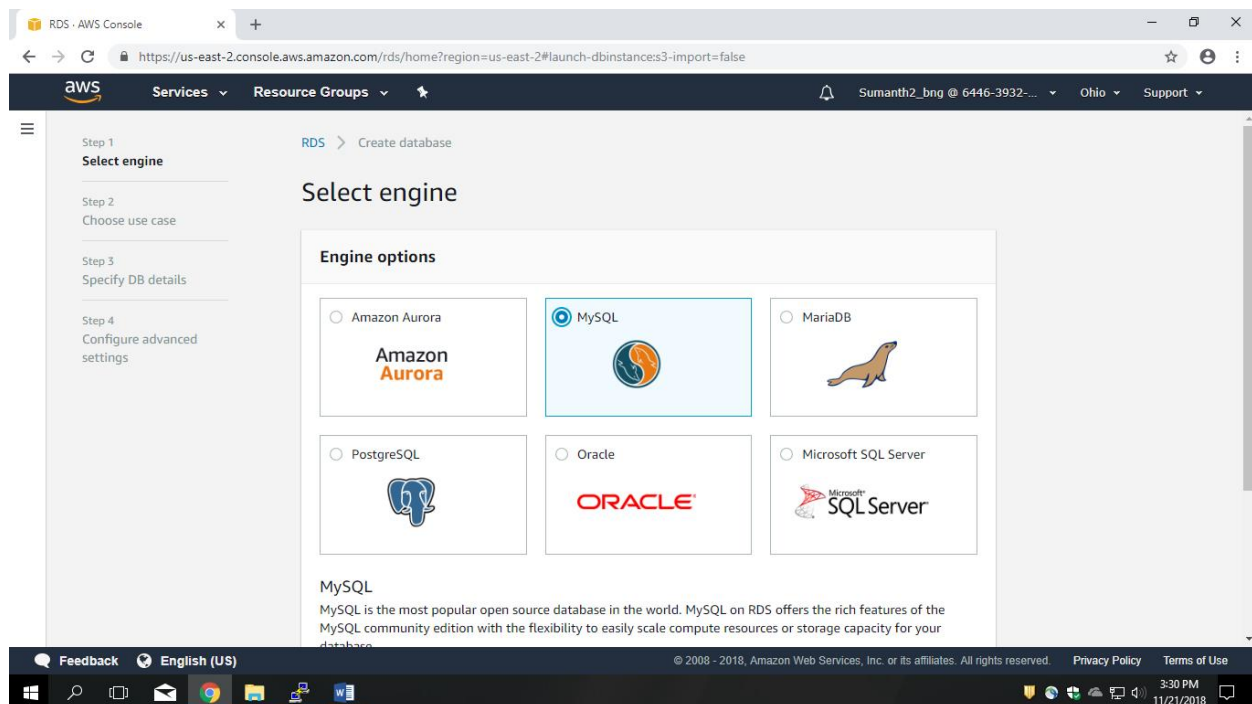 RDS · AWS Console
https://us-east-2.console.aws.amazon.com/rds/home?region=us-east-2#launch-dbinstance:s3-import=false
aws Services Resource Groups Sumanth2_bng @ 6446-3932-... Ohio Support
Step 1
Select engine
Step 2
Choose use case
Step 3
Specify DB details
Step 4
Configure advanced
settings
RDS > Create database
Select engine
Engine options
Amazon Aurora
Amazon
Aurora
MySQL
MariaDB
PostgreSQL
Oracle
ORACLE
Microsoft SQL Server
Microsoft
SQL Server
MySQL
MySQL is the most popular open source database in the world. MySQL on RDS offers the rich features of the
MySQL community edition with the flexibility to easily scale compute resources or storage capacity for your
database.
Feedback English (US) © 2008 - 2018, Amazon Web Services, Inc. or its affiliates. All rights reserved. Privacy Policy Terms of Use
3:30 PM
11/21/2018